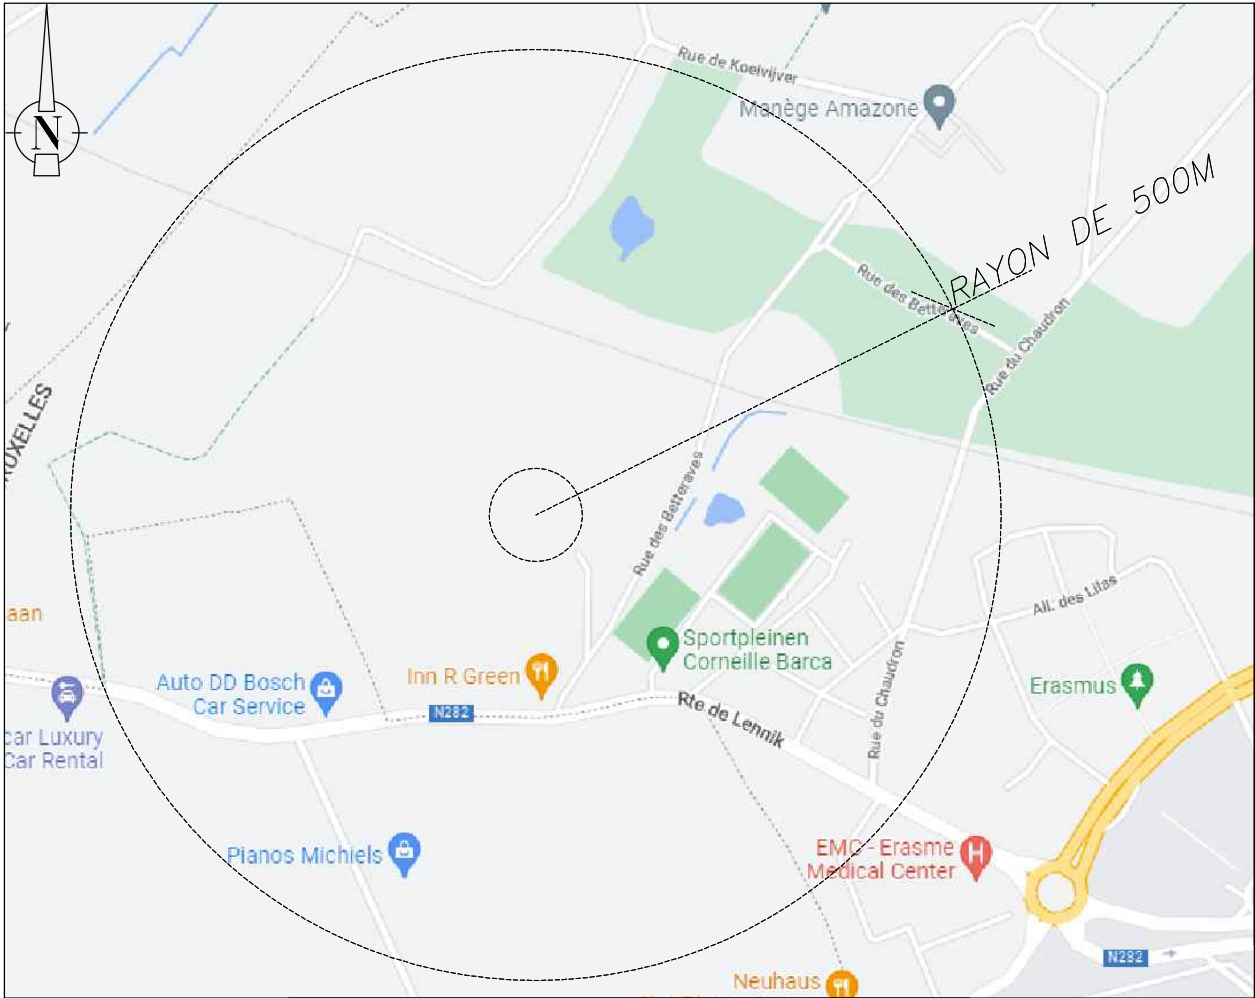 Rue de Koeivijver
Manège Amazone
N
RAYON DE 500M
Rue des Betteraves
Rue du Chaudron
UXELLES
Rue des Betteraves
All. des Lilas
aan
Sportpleinen
Corneille Barca
Inn R Green
Auto DD Bosch
Car Service
Erasmus
N282
Rte de Lennik
Rue du Chaudron
car Luxury
Car Rental
Pianos Michiels
EMC - Erasme
Medical Center
H
N282
Neuhaus